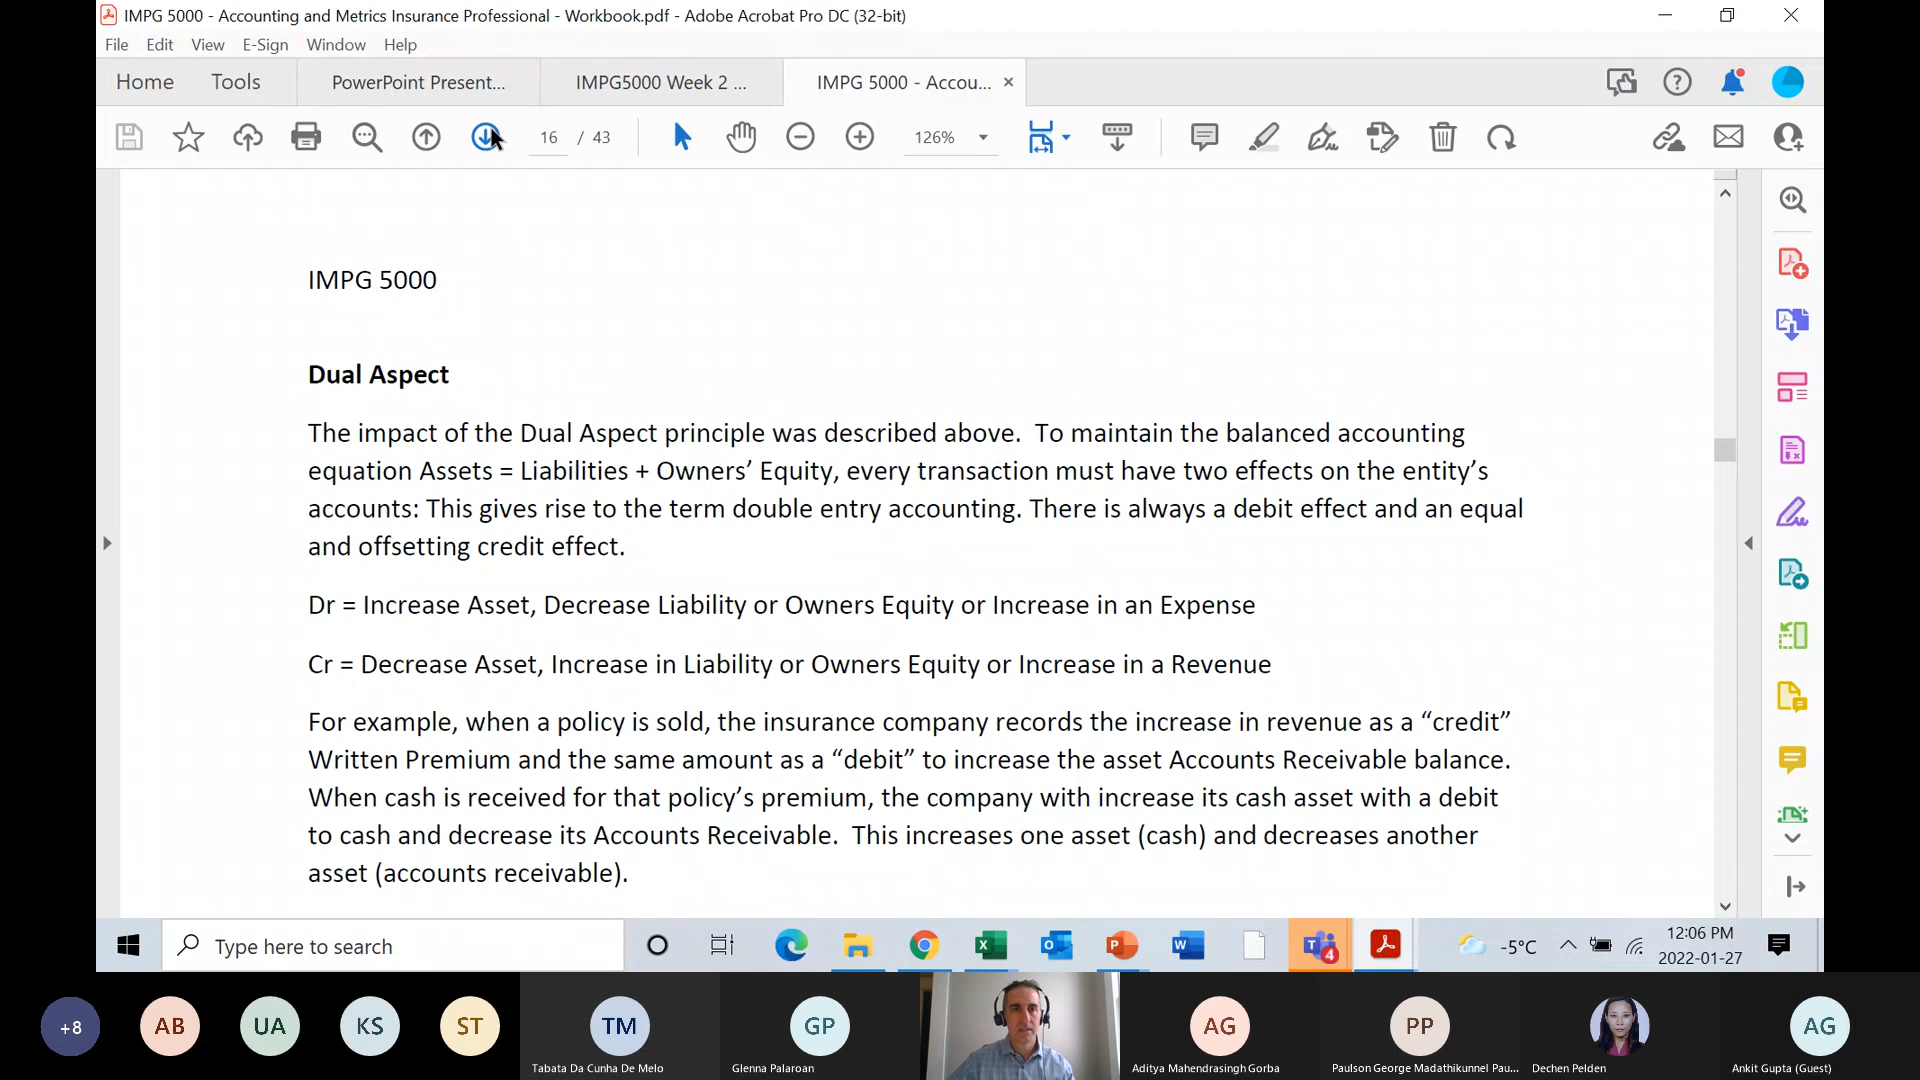 IMPG 5000 - Accounting and Metrics Insurance Professional - Workbook.pdf - Adobe Acrobat Pro DC (32-bit)
File Edit View E-Sign Window Help
Home Tools PowerPoint Present... IMPG5000 Week 2 ... IMPG 5000 - Accou... ×
16 / 43 126%
IMPG 5000
Dual Aspect
The impact of the Dual Aspect principle was described above. To maintain the balanced accounting
equation Assets = Liabilities + Owners’ Equity, every transaction must have two effects on the entity’s
accounts: This gives rise to the term double entry accounting. There is always a debit effect and an equal
and offsetting credit effect.
Dr = Increase Asset, Decrease Liability or Owners Equity or Increase in an Expense
Cr = Decrease Asset, Increase in Liability or Owners Equity or Increase in a Revenue
For example, when a policy is sold, the insurance company records the increase in revenue as a “credit”
Written Premium and the same amount as a “debit” to increase the asset Accounts Receivable balance.
When cash is received for that policy’s premium, the company with increase its cash asset with a debit
to cash and decrease its Accounts Receivable. This increases one asset (cash) and decreases another
asset (accounts receivable).
Type here to search
4
-5°C
12:06 PM
2022-01-27
+8 AB UA KS ST TM GP AG PP AG
Tabata Da Cunha De Melo Glenna Palaroan Aditya Mahendrasingh Gorba Paulson George Madathikunnel Pau... Dechen Pelden Ankit Gupta (Guest)